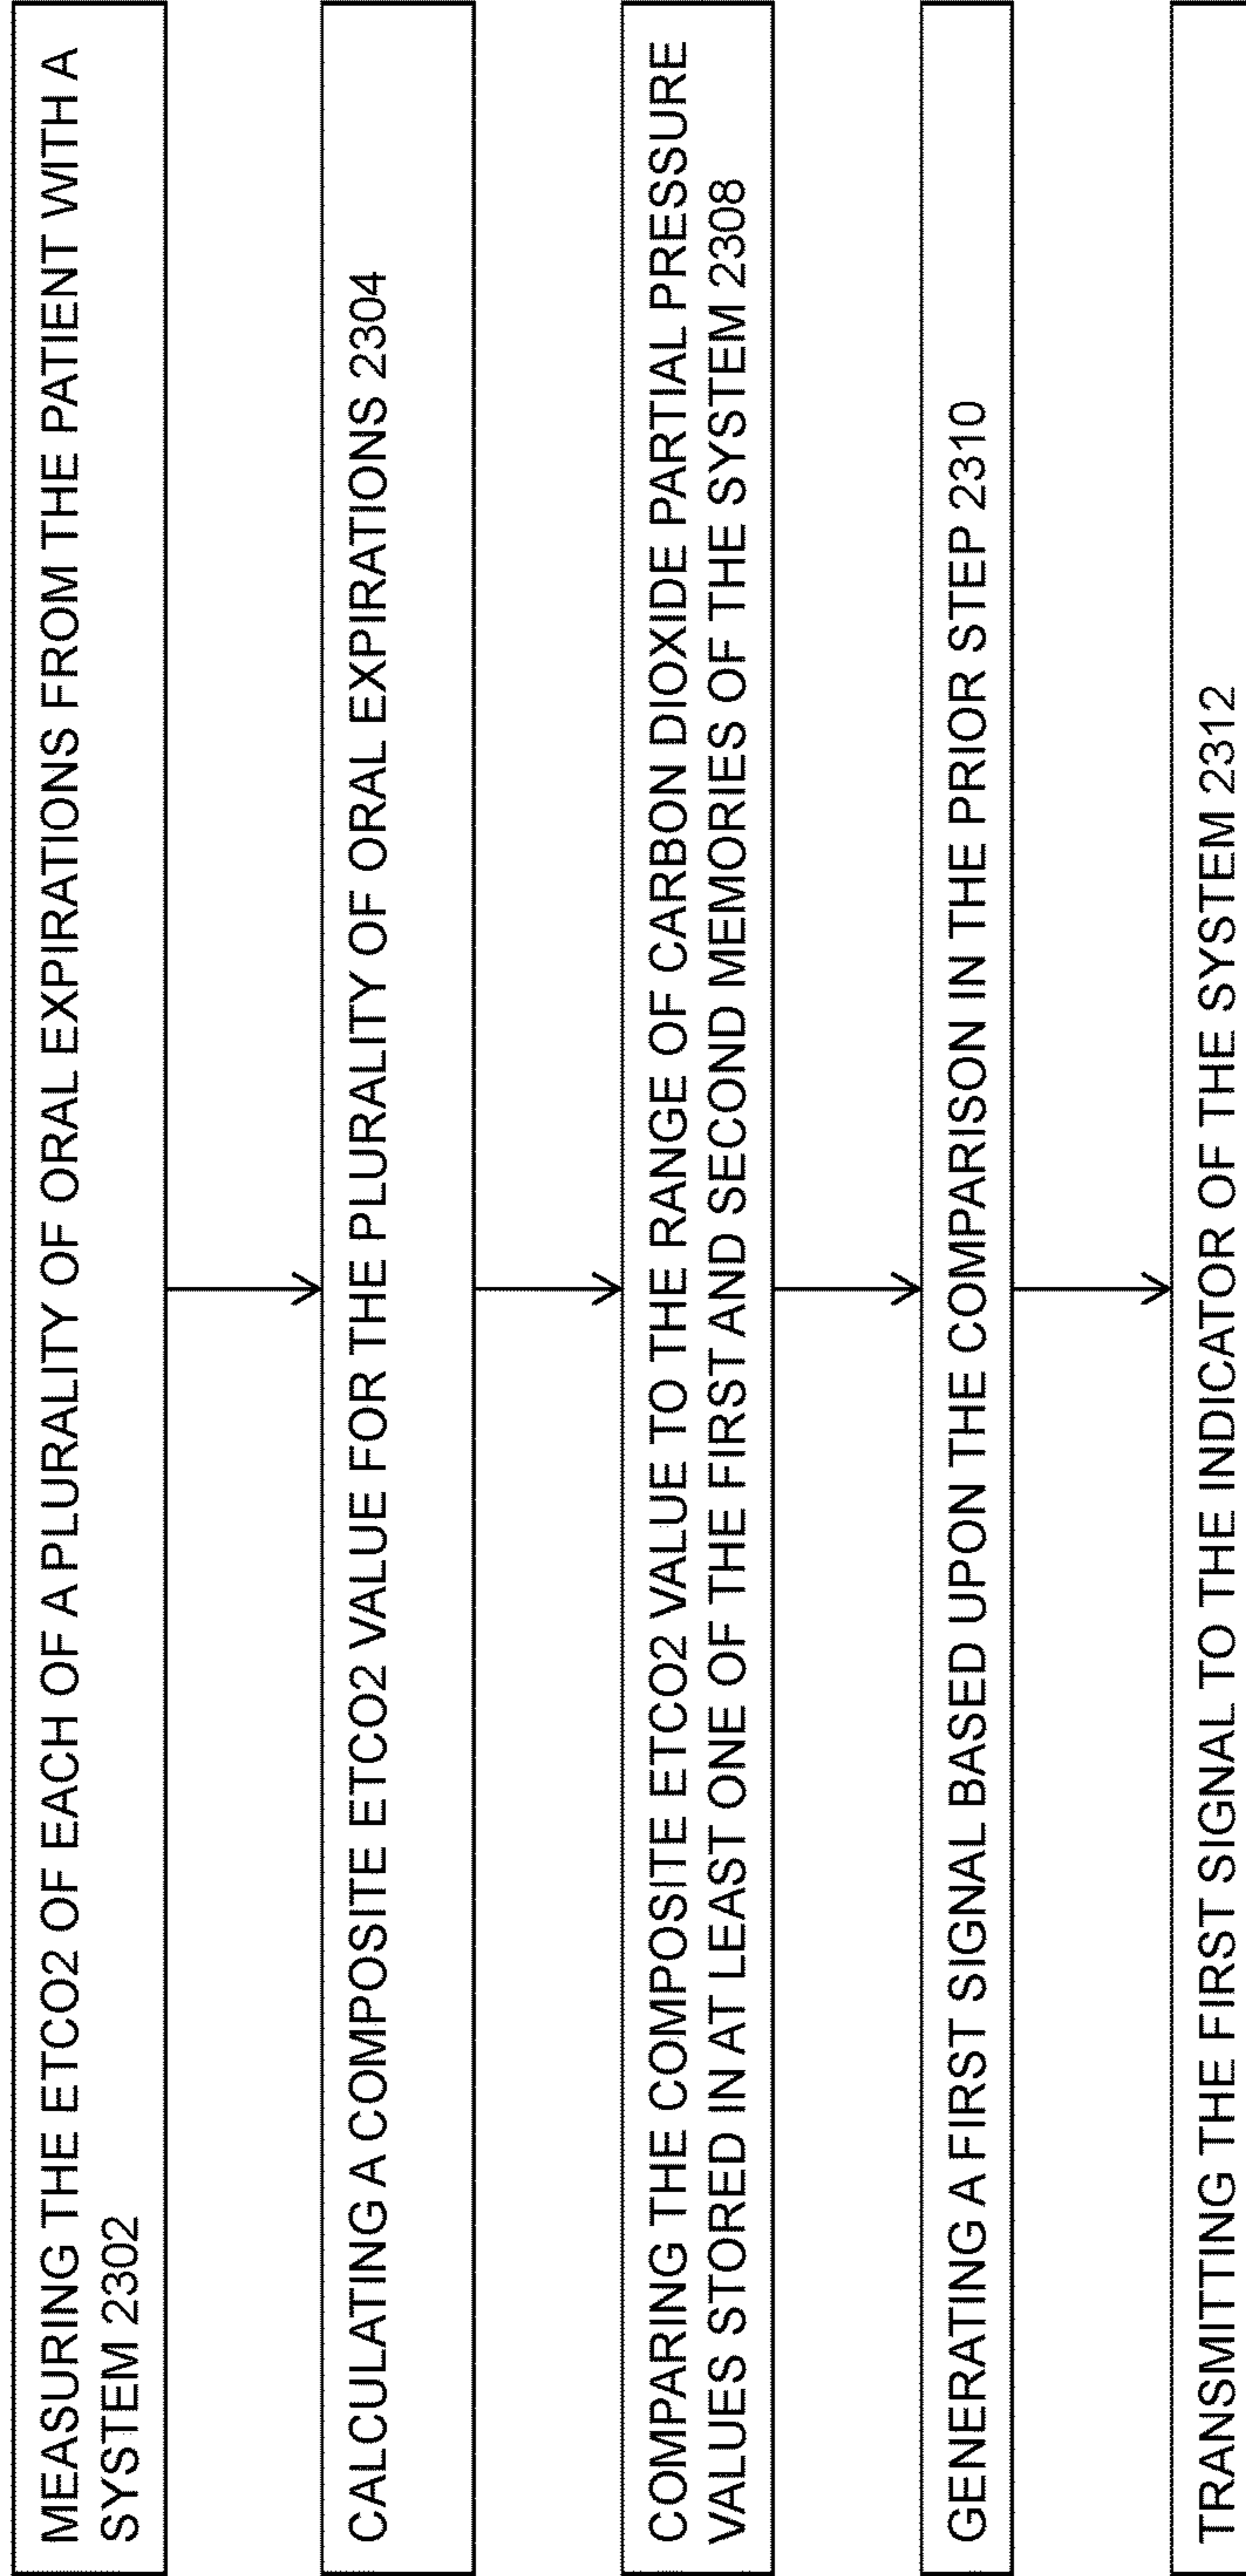 MEASURING THE ETCO2 OF EACH OF A PLURALITY OF ORAL EXPIRATIONS FROM THE PATIENT WITH A
SYSTEM 2302
CALCULATING A COMPOSITE ETCO2 VALUE FOR THE PLURALITY OF ORAL EXPIRATIONS 2304
COMPARING THE COMPOSITE ETCO2 VALUE TO THE RANGE OF CARBON DIOXIDE PARTIAL PRESSURE
VALUES STORED IN AT LEAST ONE OF THE FIRST AND SECOND MEMORIES OF THE SYSTEM 2308
GENERATING A FIRST SIGNAL BASED UPON THE COMPARISON IN THE PRIOR STEP 2310
TRANSMITTING THE FIRST SIGNAL TO THE INDICATOR OF THE SYSTEM 2312